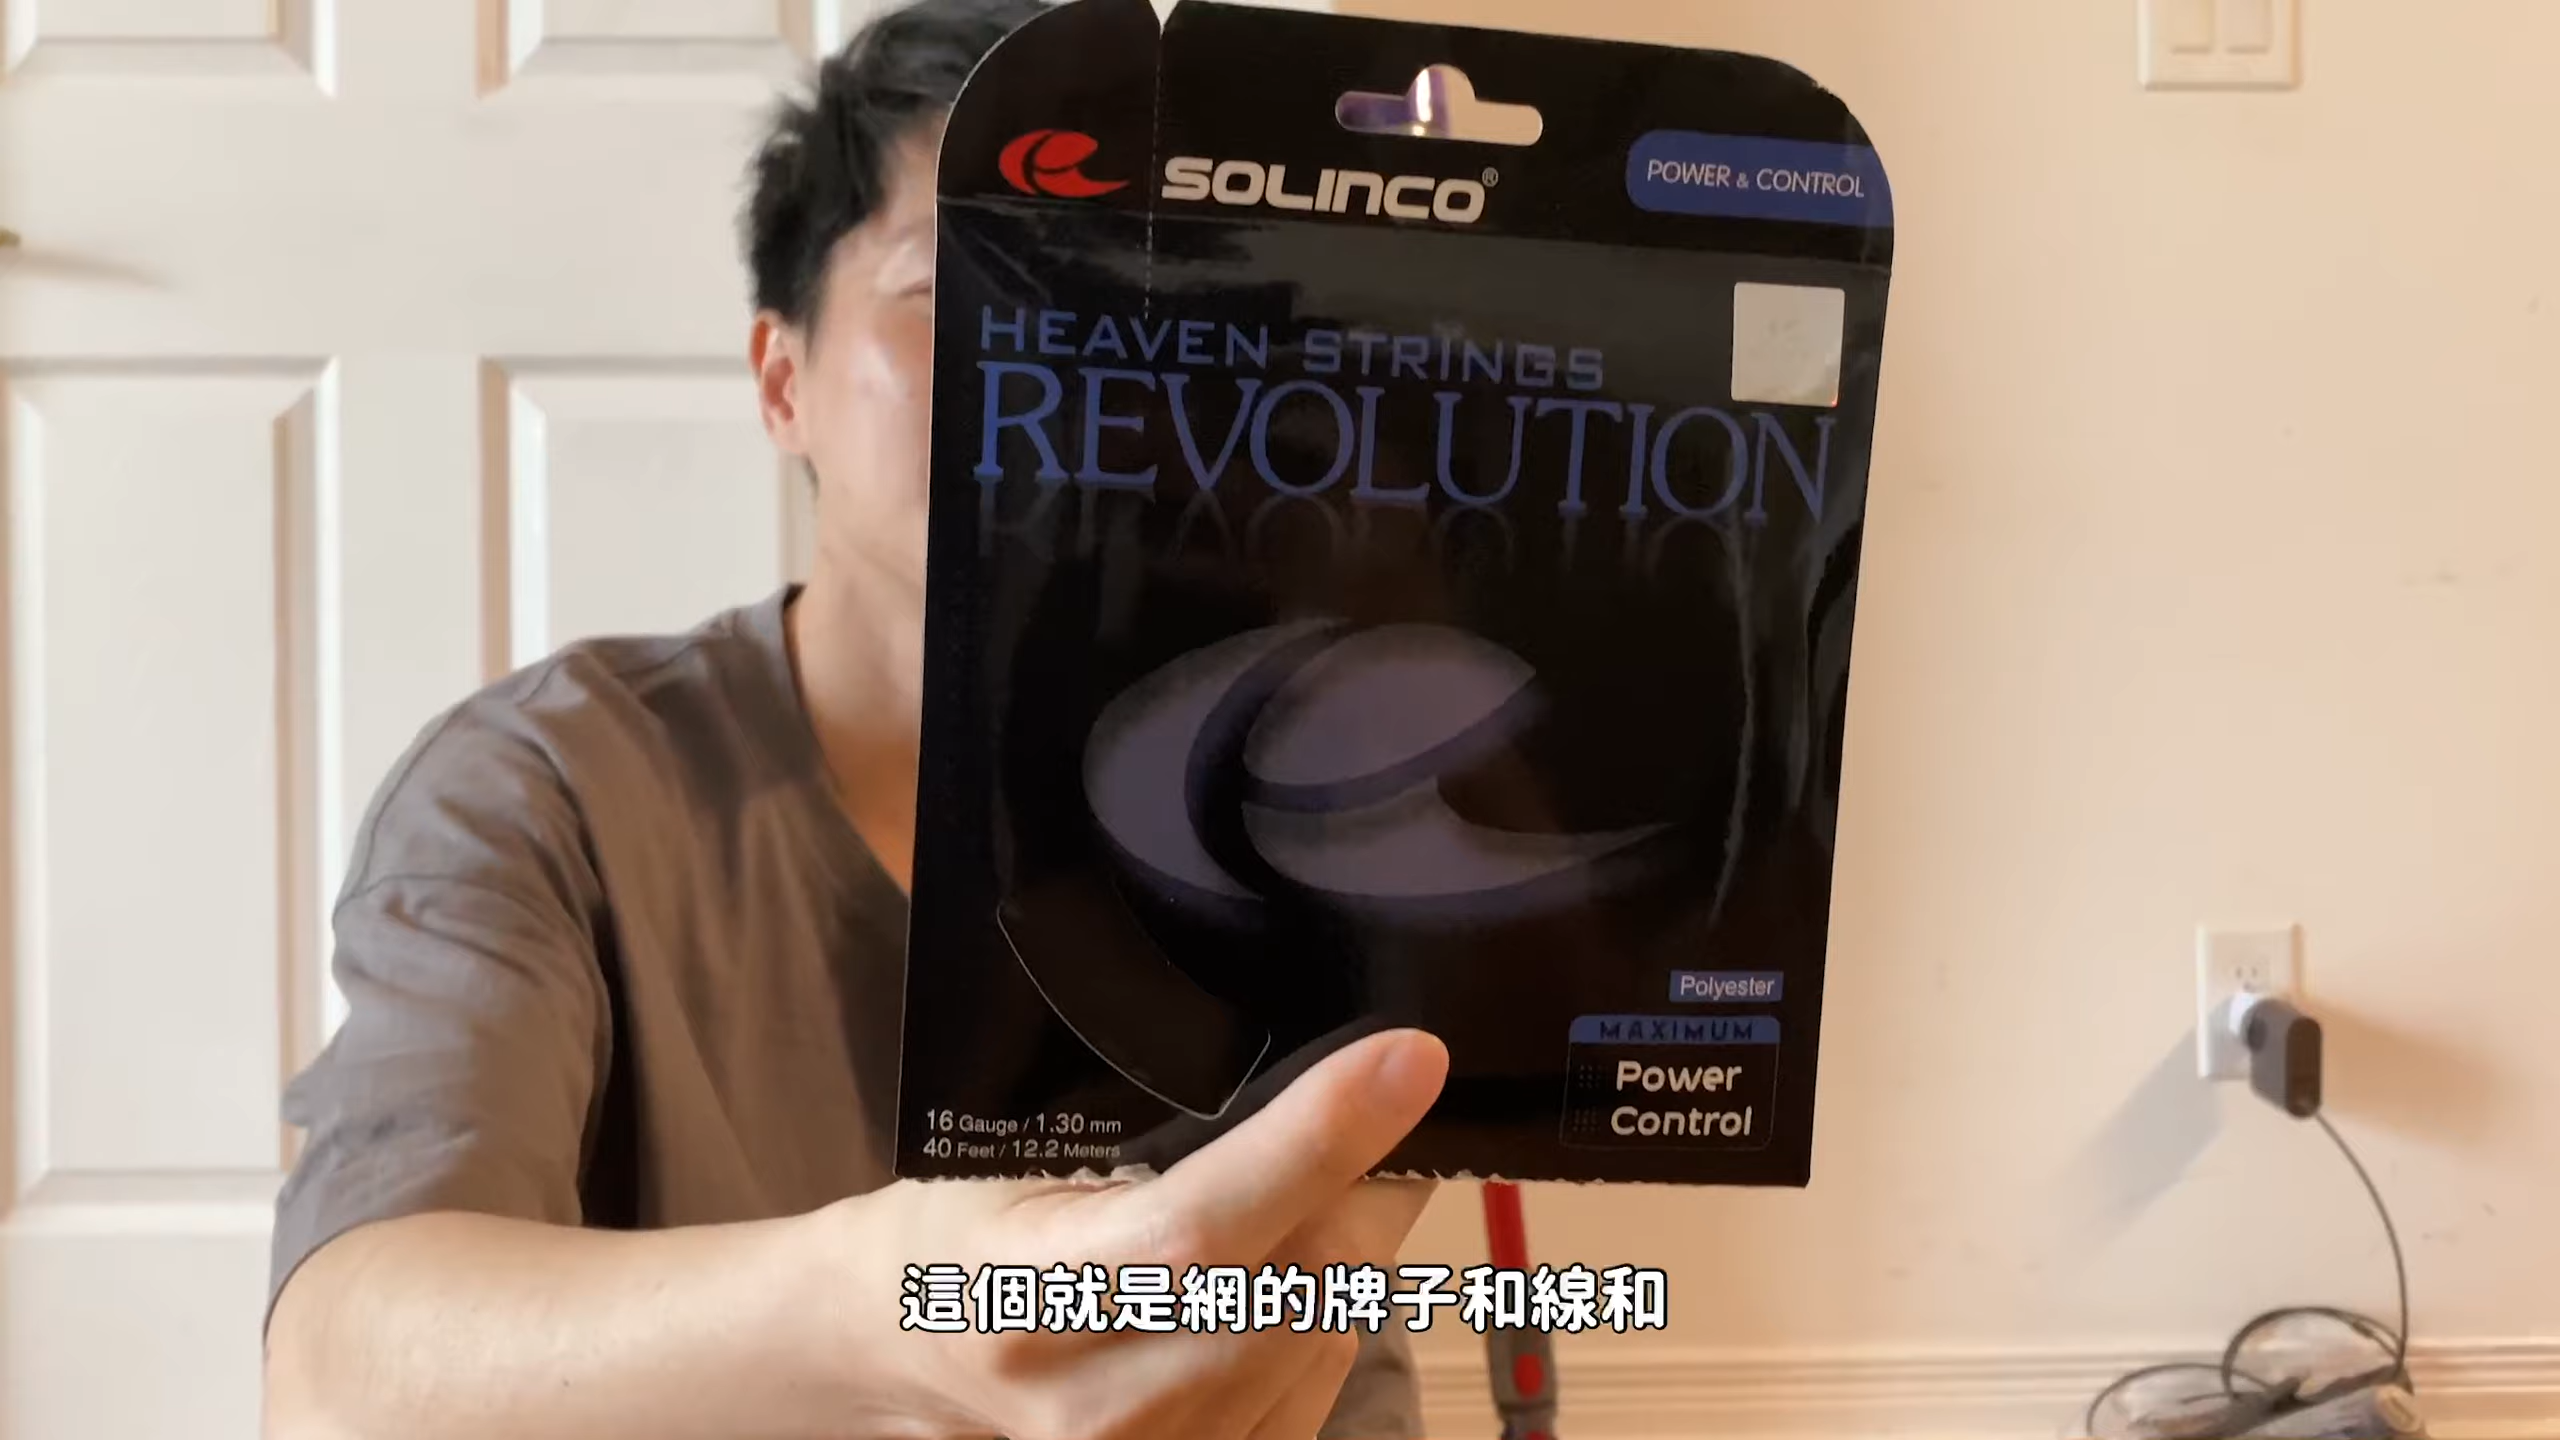 SOLINCO®
POWER & CONTROL
HEAVEN STRINGS
REVOLUTION
Polyester
MAXIMUM
Power
Control
16 Gauge / 1.30 mm
40 Feet / 12.2 Meters
這個就是網的牌子和線和